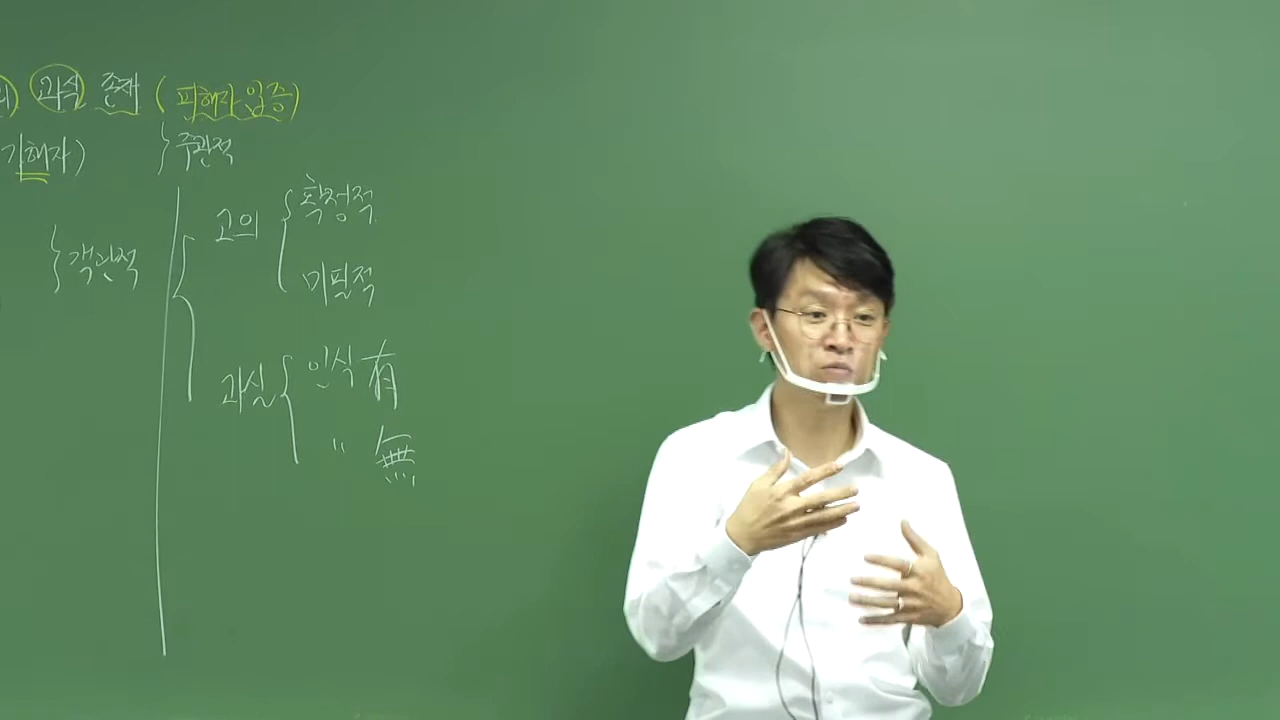 과실 존재 (피해자 입증)
가해자) } 주관적
} 객관적
고의 { 확정적
미필적
과실 { 인식 有
" 無